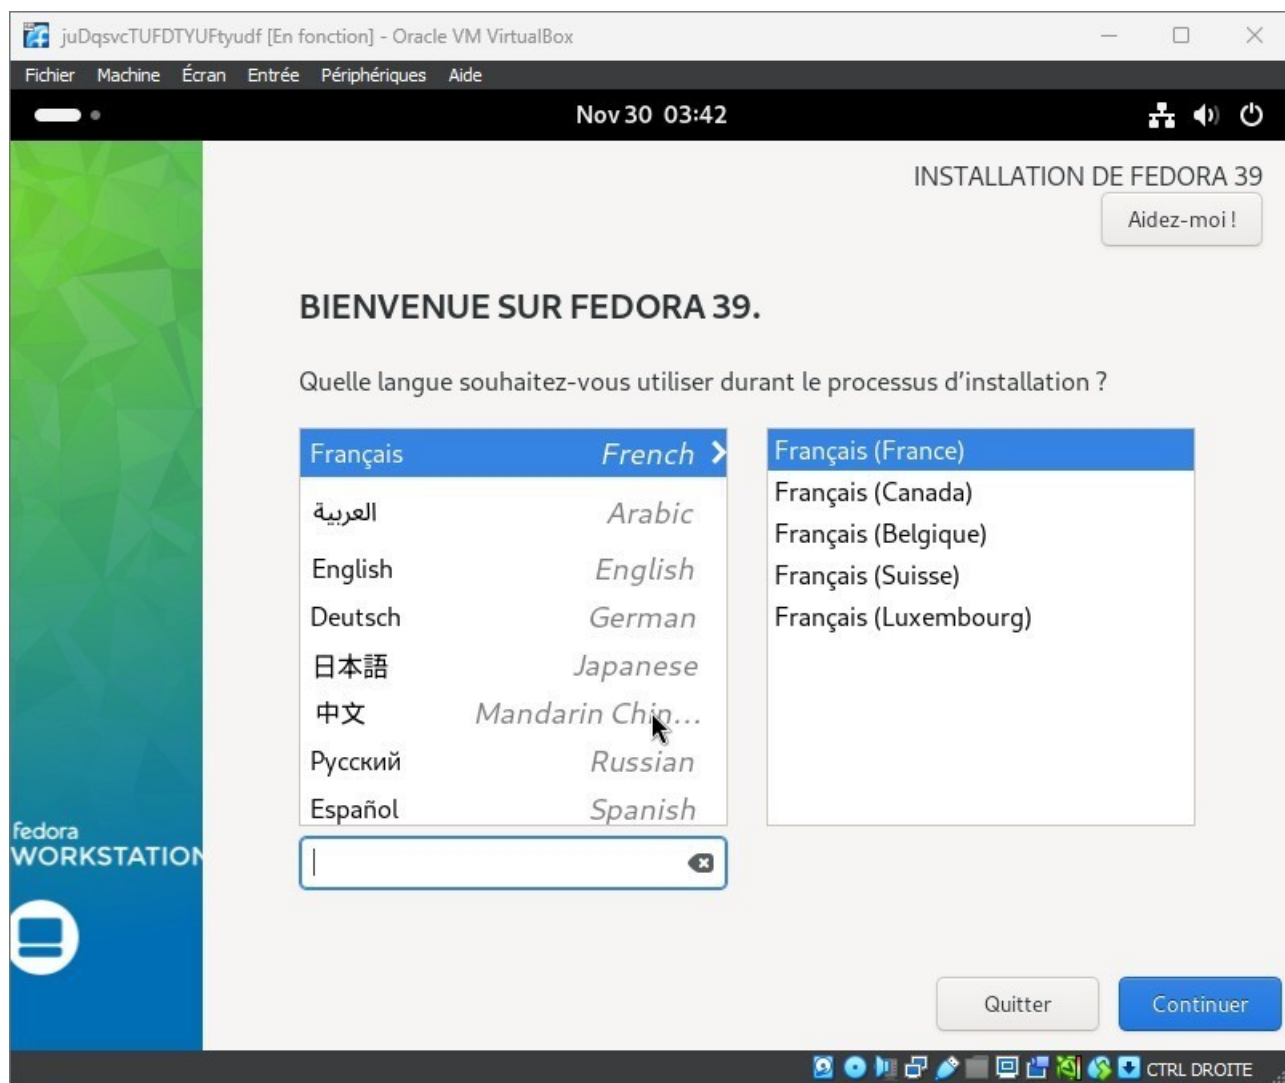 juDqsvcTUFDTYUFtyudf [En fonction] - Oracle VM VirtualBox
Fichier Machine Écran Entrée Périphériques Aide
Nov 30 03:42
INSTALLATION DE FEDORA 39
Aidez-moi !
BIENVENUE SUR FEDORA 39.
Quelle langue souhaitez-vous utiliser durant le processus d’installation ?
Français French
العربية Arabic
English English
Deutsch German
日本語 Japanese
中文 Mandarin Chin...
Русский Russian
Español Spanish
Français (France)
Français (Canada)
Français (Belgique)
Français (Suisse)
Français (Luxembourg)
fedora
WORKSTATION
Quitter Continuer
CTRL DROITE